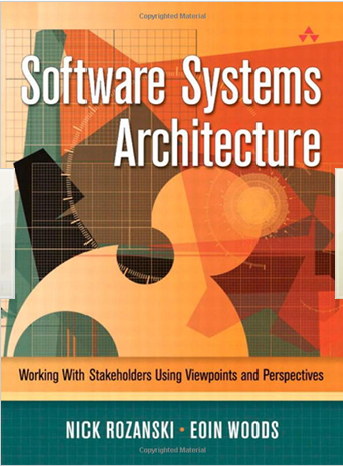 Copyrighted Material
Software Systems
Architecture
Working With Stakeholders Using Viewpoints and Perspectives
NICK ROZANSKI • EOIN WOODS
Copyrighted Material